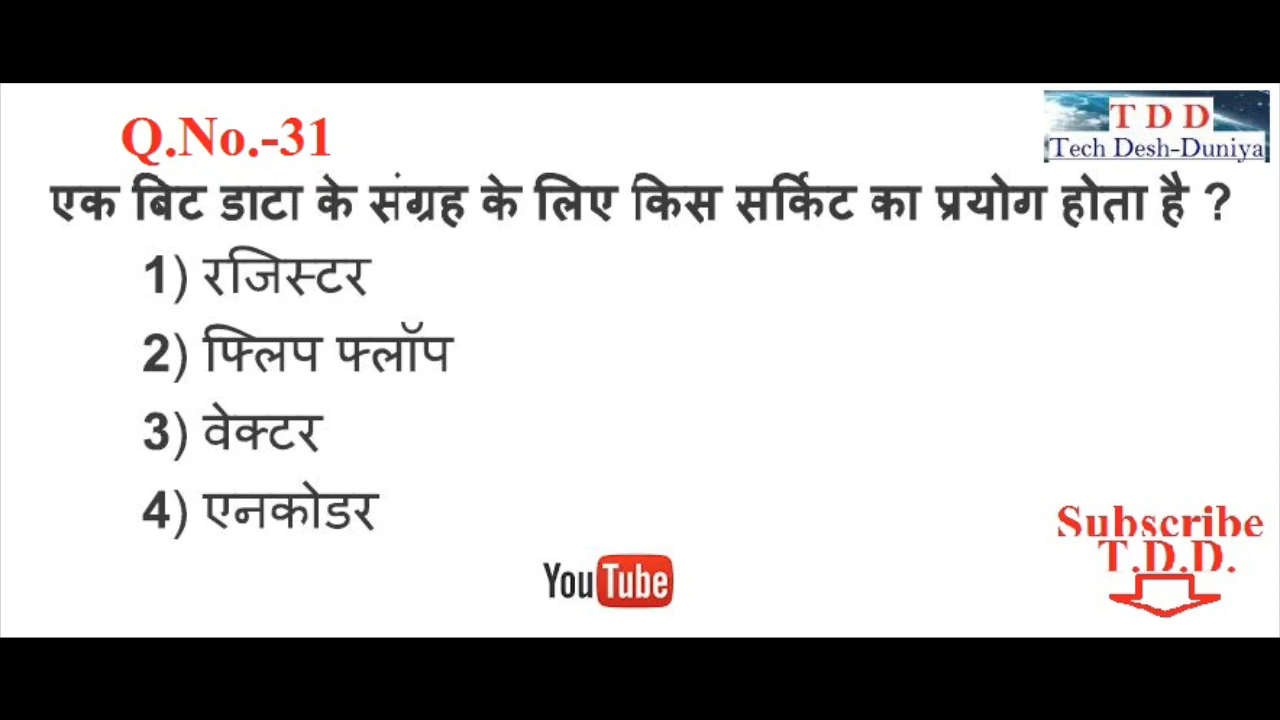 Q.No.-31
T D D
Tech Desh-Duniya
एक बिट डाटा के संग्रह के लिए किस सर्किट का प्रयोग होता है ?
1) रजिस्टर
2) फ्लिप फ्लॉप
3) वेक्टर
4) एनकोडर
Subscribe
T.D.D.
YouTube